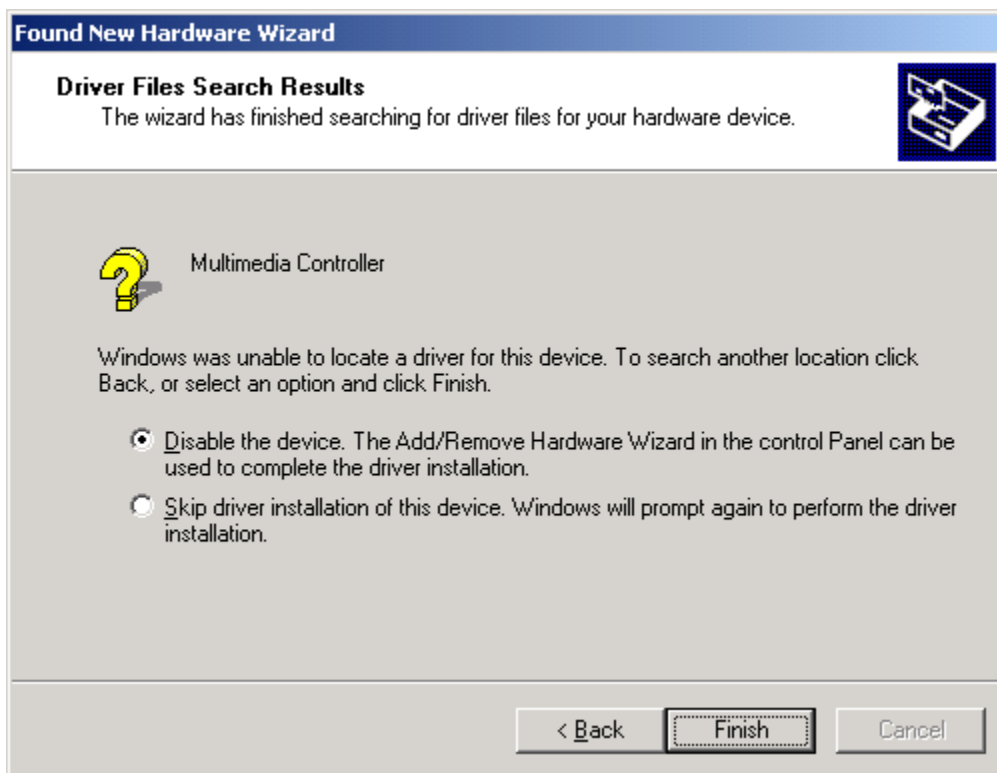 Found New Hardware Wizard
Driver Files Search Results
The wizard has finished searching for driver files for your hardware device.
Multimedia Controller
Windows was unable to locate a driver for this device. To search another location click
Back, or select an option and click Finish.
Disable the device. The Add/Remove Hardware Wizard in the control Panel can be
used to complete the driver installation.
Skip driver installation of this device. Windows will prompt again to perform the driver
installation.
< Back
Finish
Cancel